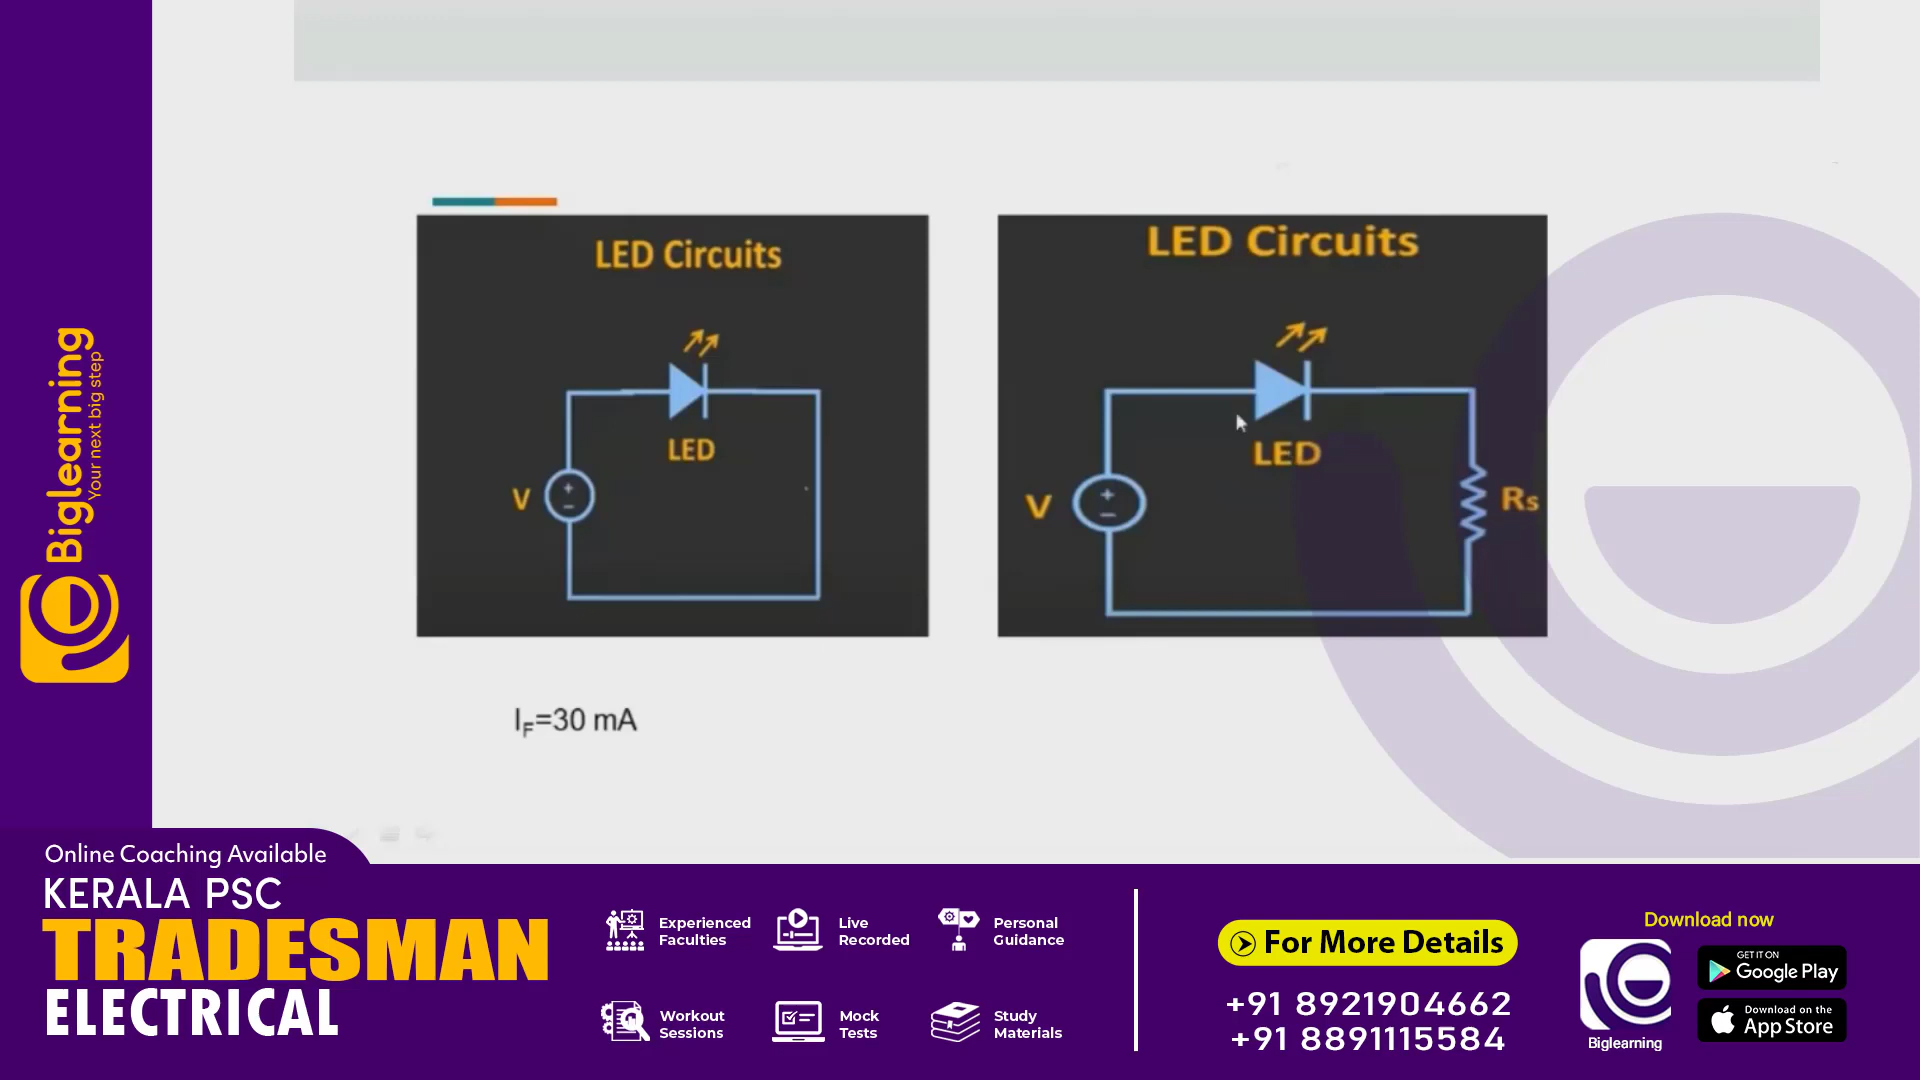 Biglearning
Your next big step
LED Circuits
LED
V
+
−
LED Circuits
LED
V
+
−
Rs
I_F=30 mA
Online Coaching Available
KERALA PSC
TRADESMAN
ELECTRICAL
Experienced
Faculties
Live
Recorded
Personal
Guidance
Workout
Sessions
Mock
Tests
Study
Materials
For More Details
+91 8921904662
+91 8891115584
Download now
Biglearning
GET IT ON
Google Play
Download on the
App Store